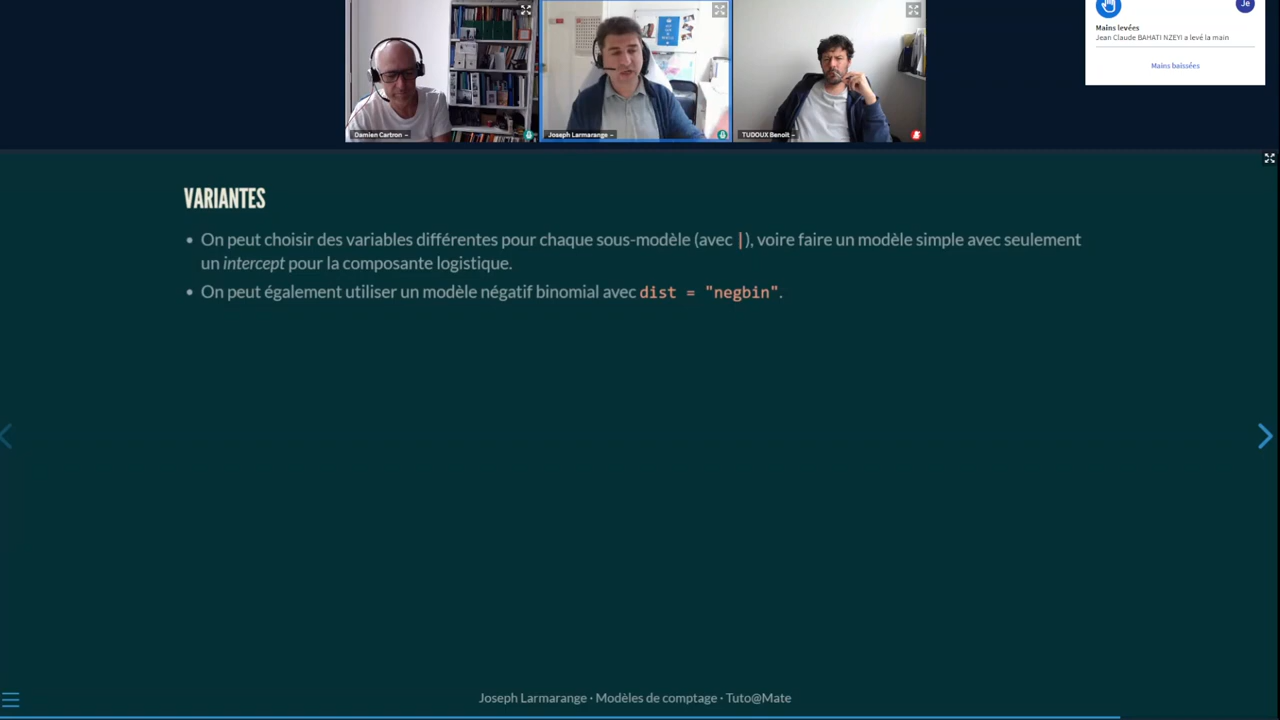 Damien Cartron
Joseph Larmarange
TUDOUX Benoit
Je
Mains levées
Jean Claude BAHATI NZEYI a levé la main
Mains baissées
VARIANTES
• On peut choisir des variables différentes pour chaque sous-modèle (avec |), voire faire un modèle simple avec seulement
un intercept pour la composante logistique.
• On peut également utiliser un modèle négatif binomial avec dist = "negbin".
Joseph Larmarange · Modèles de comptage · Tuto@Mate